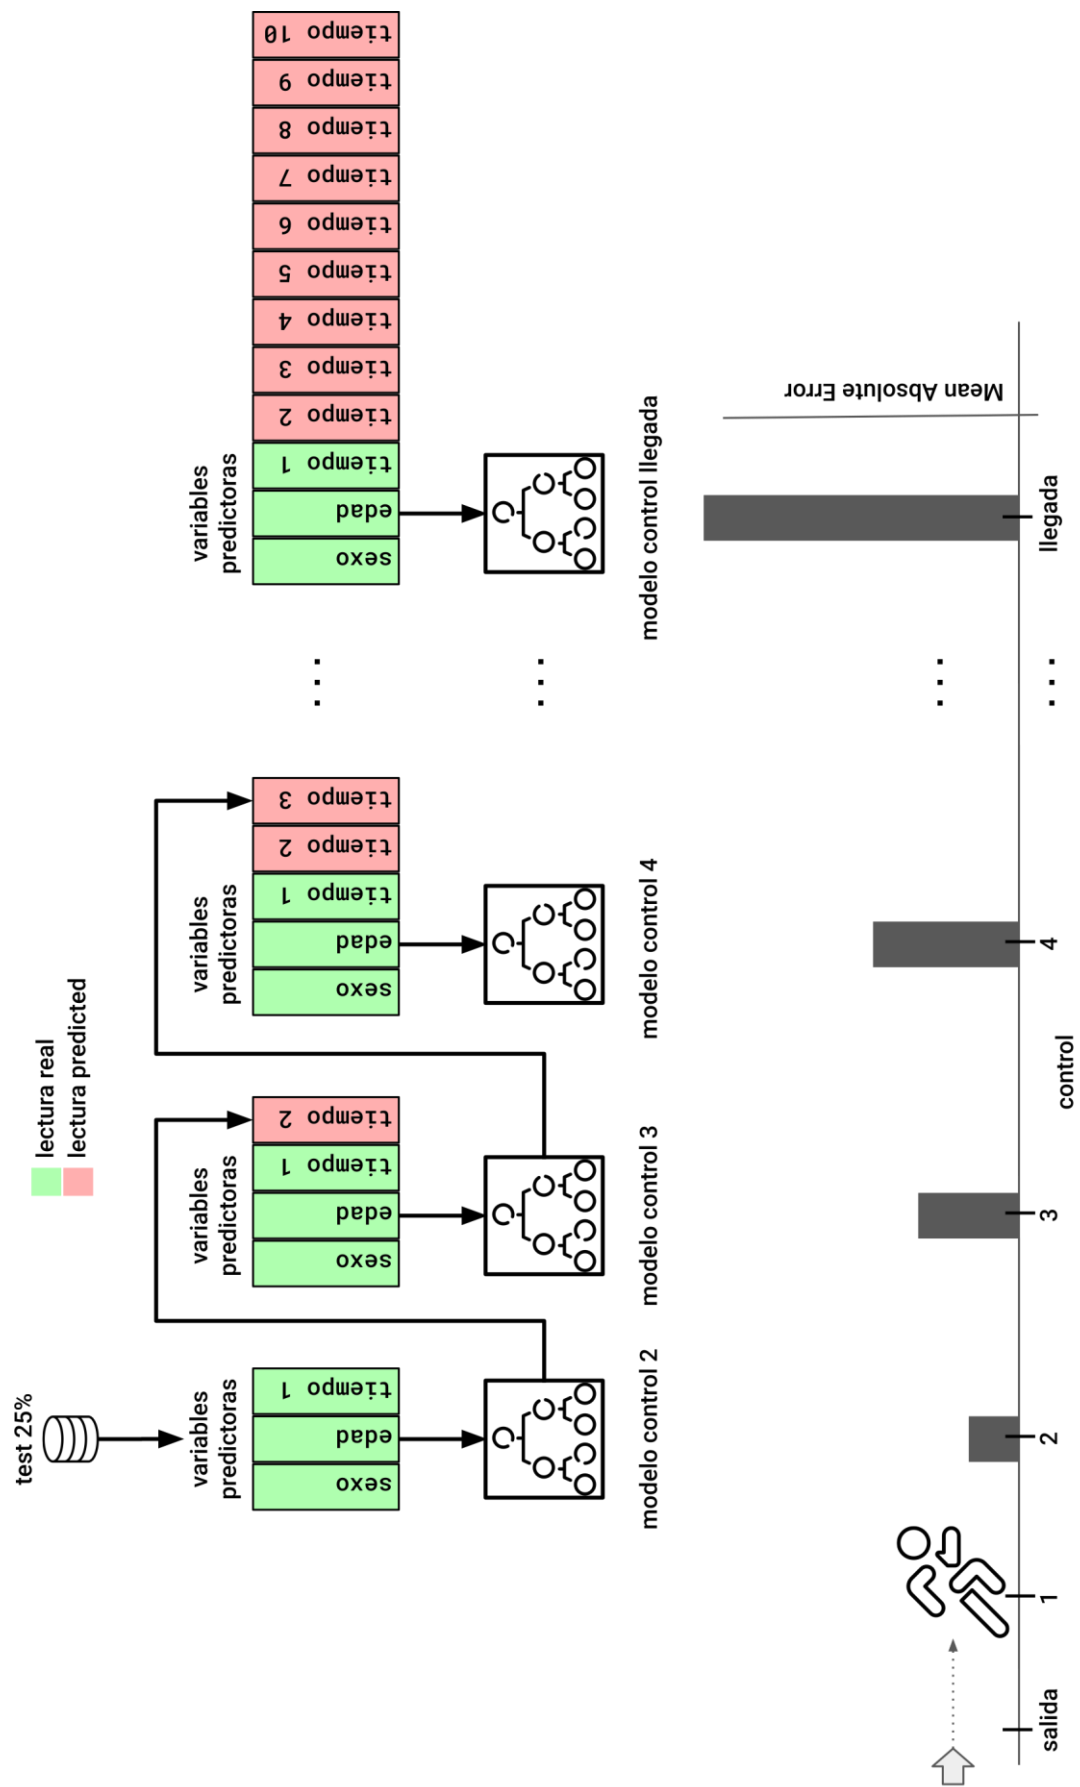 test 25%
lectura real
lectura predicted
variables
predictoras
sexo
edad
tiempo 1
modelo control 2
variables
predictoras
sexo
edad
tiempo 1
tiempo 2
modelo control 3
variables
predictoras
sexo
edad
tiempo 1
tiempo 2
tiempo 3
modelo control 4
...
...
variables
predictoras
sexo
edad
tiempo 1
tiempo 2
tiempo 3
tiempo 4
tiempo 5
tiempo 6
tiempo 7
tiempo 8
tiempo 9
tiempo 10
modelo control llegada
Mean Absolute Error
...
salida
1
2
3
4
...
llegada
control